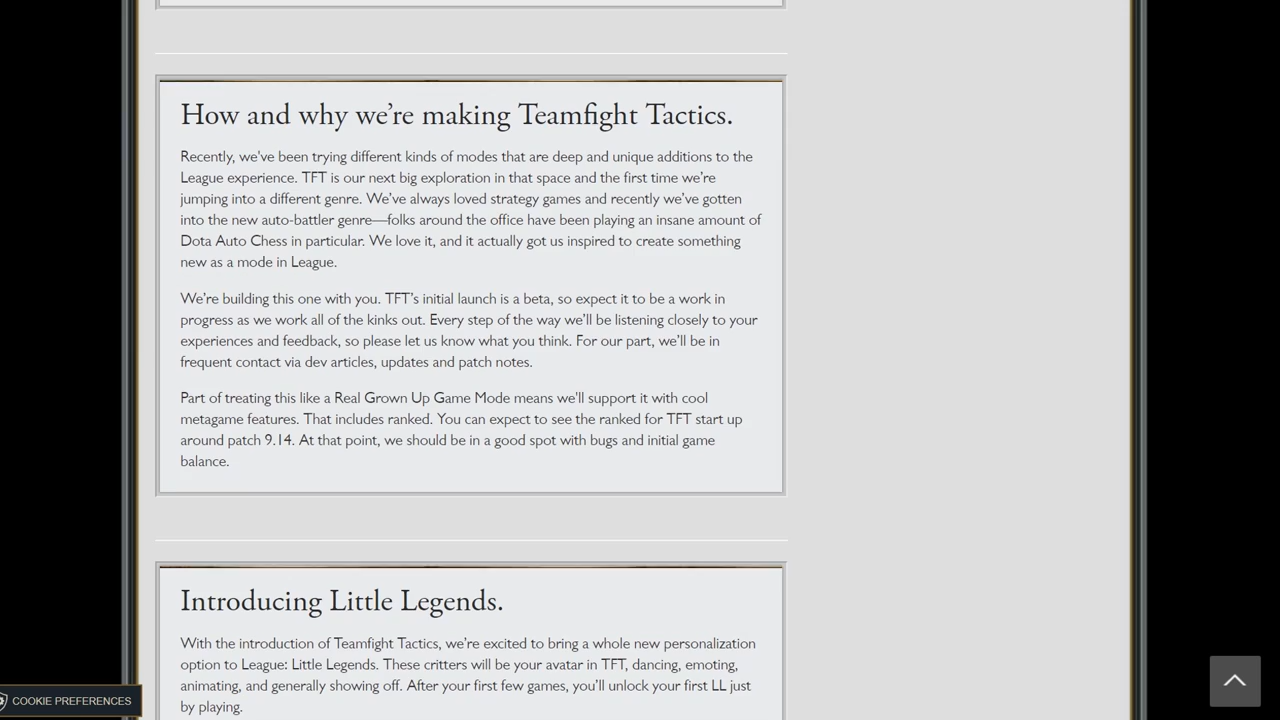 How and why we’re making Teamfight Tactics.
Recently, we've been trying different kinds of modes that are deep and unique additions to the
League experience. TFT is our next big exploration in that space and the first time we’re
jumping into a different genre. We’ve always loved strategy games and recently we’ve gotten
into the new auto-battler genre—folks around the office have been playing an insane amount of
Dota Auto Chess in particular. We love it, and it actually got us inspired to create something
new as a mode in League.
We’re building this one with you. TFT’s initial launch is a beta, so expect it to be a work in
progress as we work all of the kinks out. Every step of the way we’ll be listening closely to your
experiences and feedback, so please let us know what you think. For our part, we’ll be in
frequent contact via dev articles, updates and patch notes.
Part of treating this like a Real Grown Up Game Mode means we'll support it with cool
metagame features. That includes ranked. You can expect to see the ranked for TFT start up
around patch 9.14. At that point, we should be in a good spot with bugs and initial game
balance.
Introducing Little Legends.
With the introduction of Teamfight Tactics, we’re excited to bring a whole new personalization
option to League: Little Legends. These critters will be your avatar in TFT, dancing, emoting,
animating, and generally showing off. After your first few games, you’ll unlock your first LL just
by playing.
COOKIE PREFERENCES